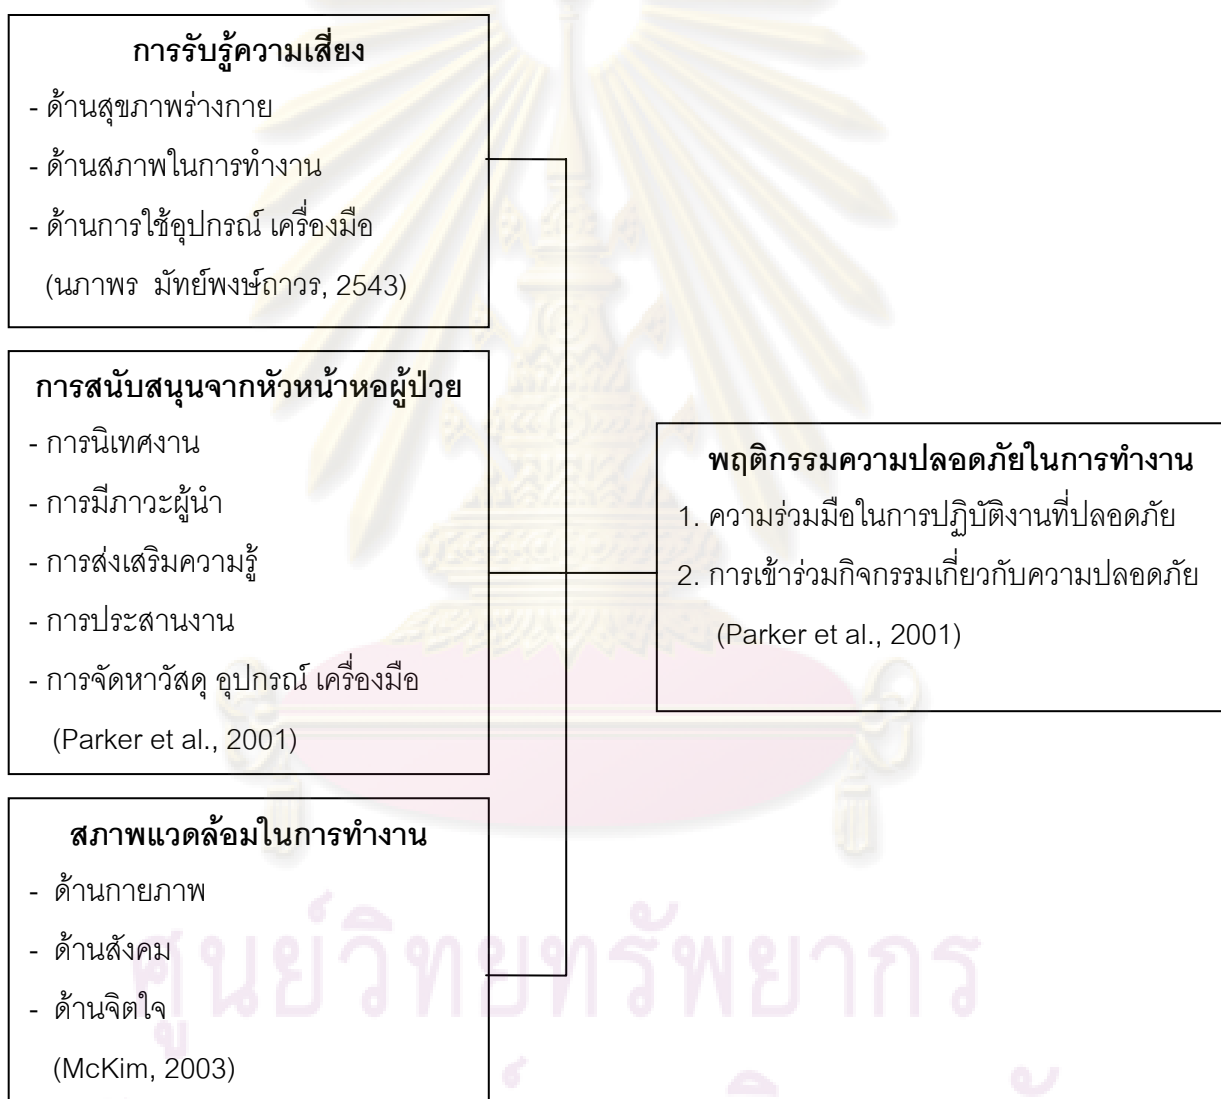 การรับรู้ความเสี่ยง
- ด้านสุขภาพร่างกาย
- ด้านสภาพในการทำงาน
- ด้านการใช้อุปกรณ์ เครื่องมือ
(นภาพร มัทย์พงษ์ถาวร, 2543)
การสนับสนุนจากหัวหน้าหอผู้ป่วย
- การนิเทศงาน
- การมีภาวะผู้นำ
- การส่งเสริมความรู้
- การประสานงาน
- การจัดหาวัสดุ อุปกรณ์ เครื่องมือ
(Parker et al., 2001)
สภาพแวดล้อมในการทำงาน
- ด้านกายภาพ
- ด้านสังคม
- ด้านจิตใจ
(McKim, 2003)
พฤติกรรมความปลอดภัยในการทำงาน
1. ความร่วมมือในการปฏิบัติงานที่ปลอดภัย
2. การเข้าร่วมกิจกรรมเกี่ยวกับความปลอดภัย
(Parker et al., 2001)
ศูนย์วิทยทรัพยากร